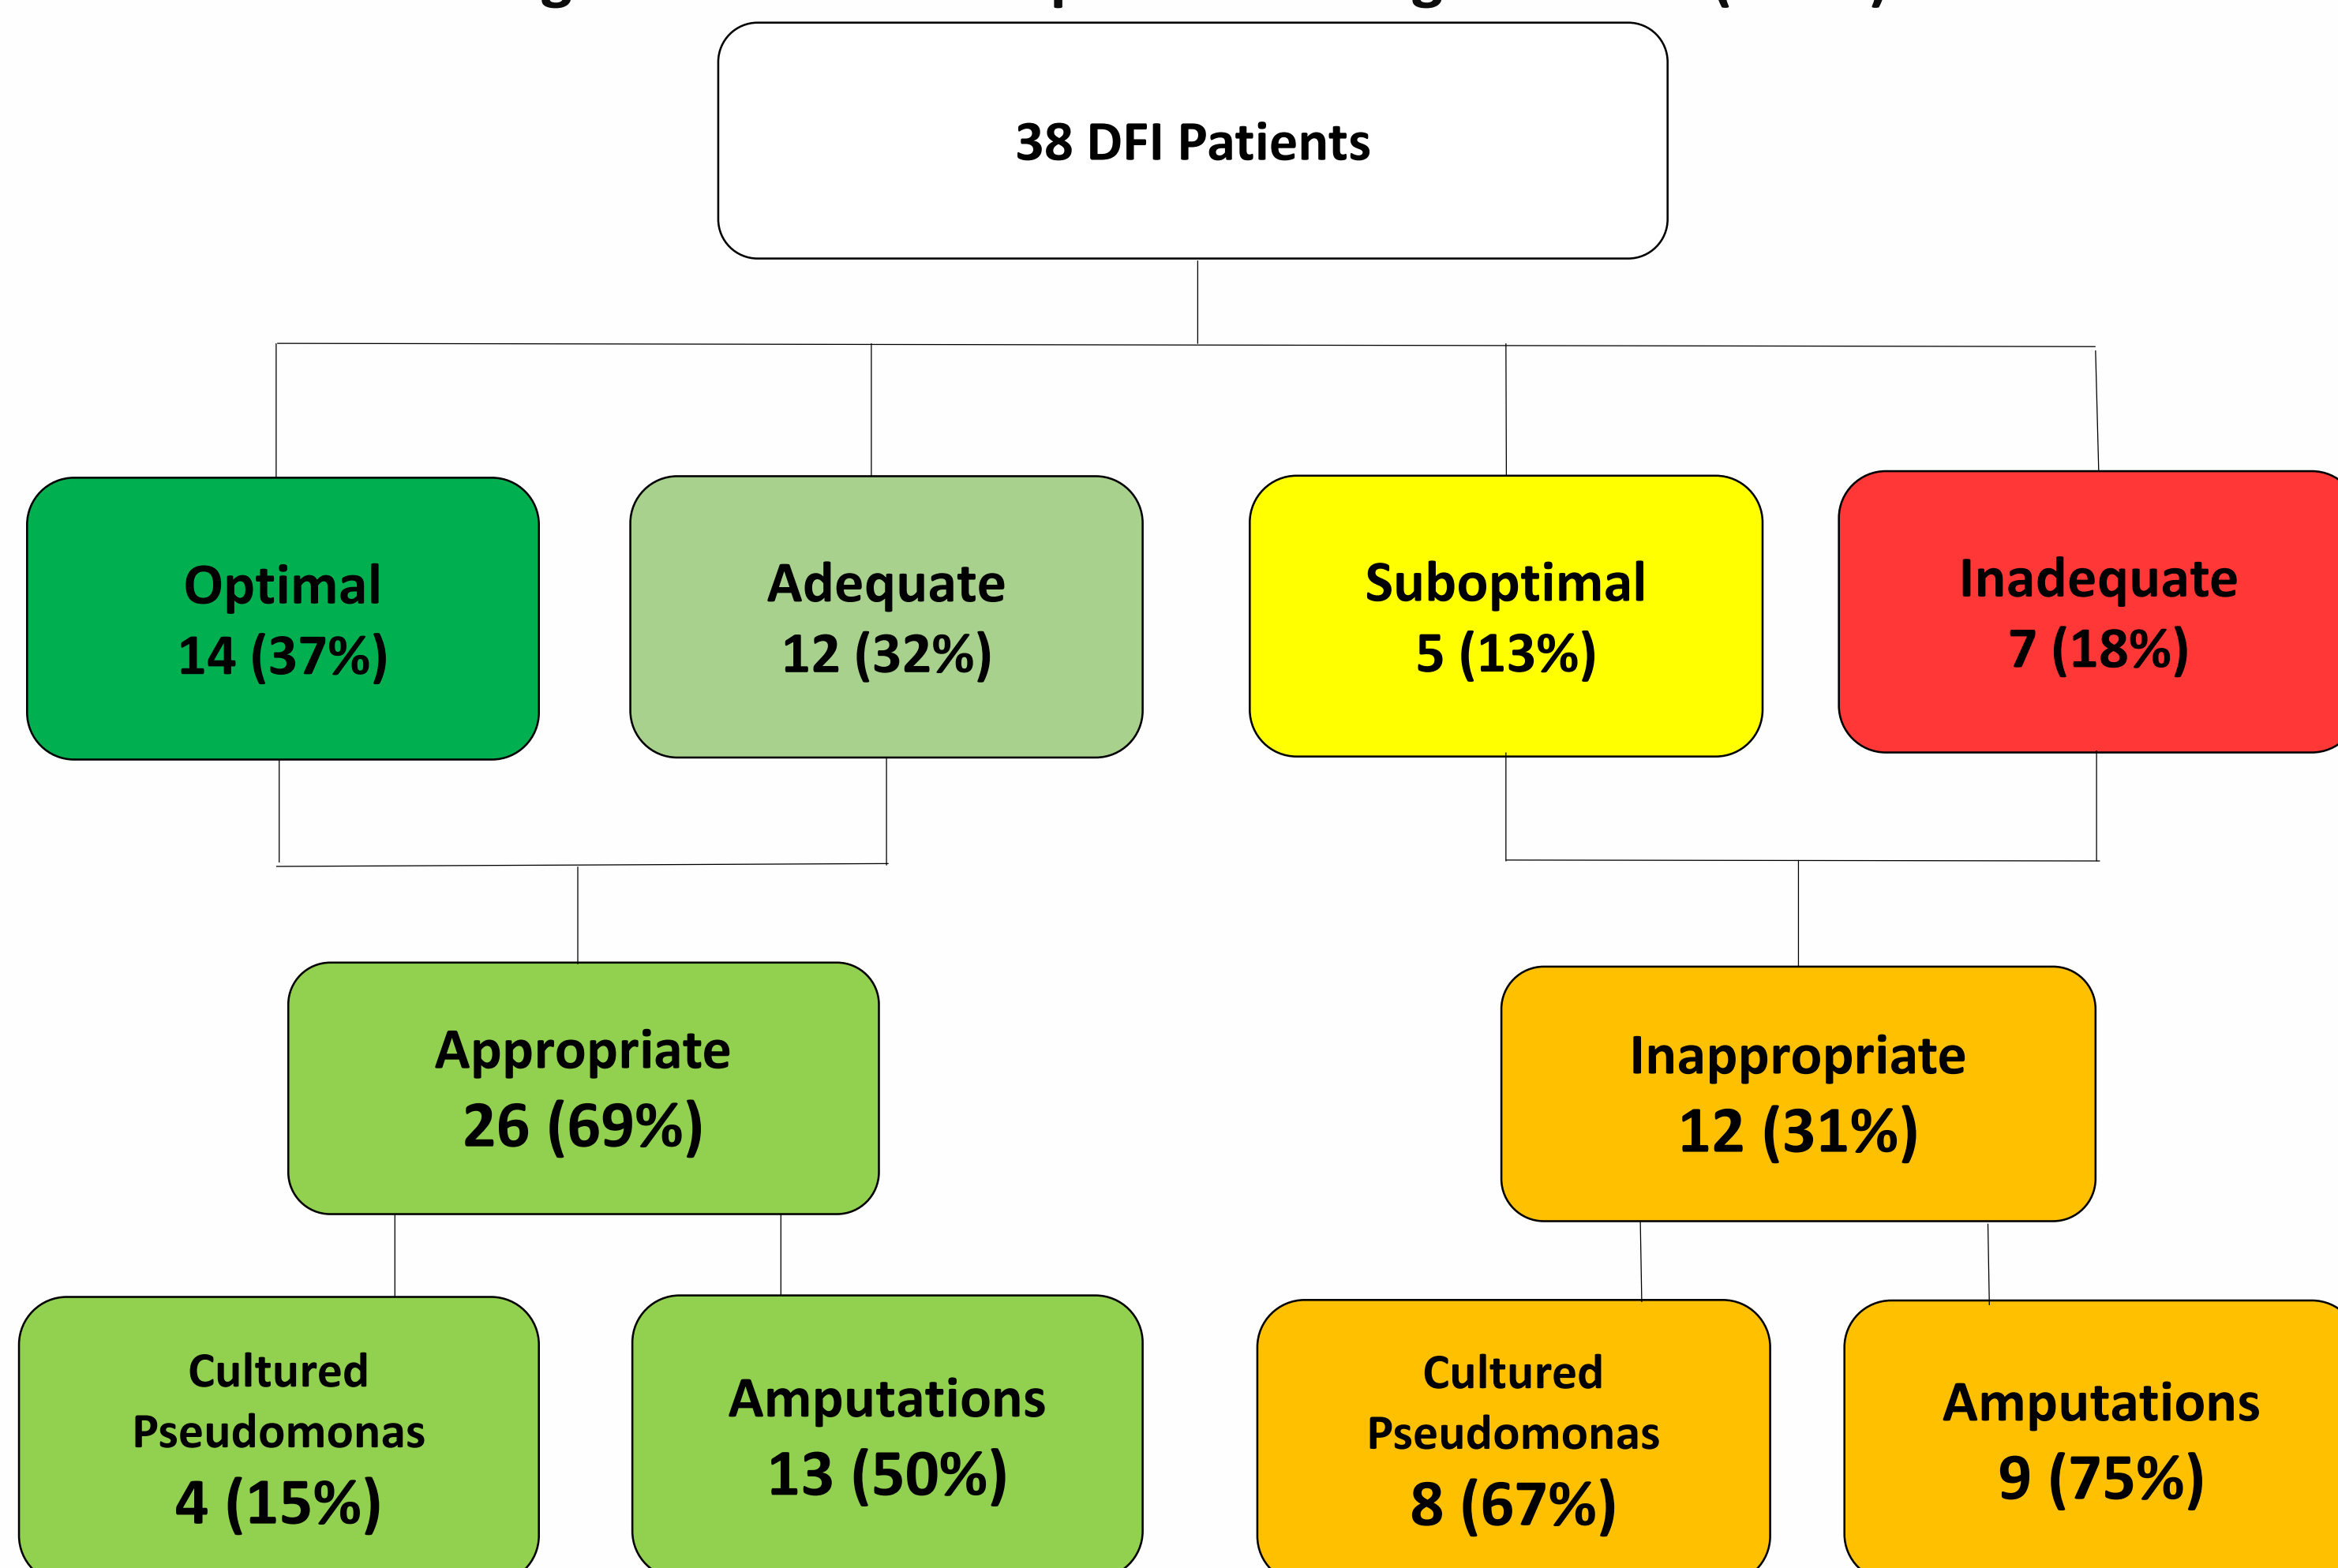 38 DFI Patients
Optimal
14 (37%)
Adequate
12 (32%)
Suboptimal
5 (13%)
Inadequate
7 (18%)
Appropriate
26 (69%)
Inappropriate
12 (31%)
Cultured
Pseudomonas
4 (15%)
Amputations
13 (50%)
Cultured
Pseudomonas
8 (67%)
Amputations
9 (75%)